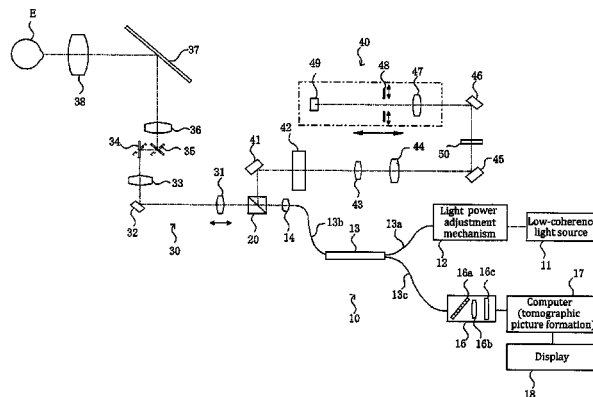 E
37
38
36
34
35
33
32
31
30
41
42
20
14
13b
40
49
48
47
46
50
44
43
45
13
13a
13c
10
Light power
adjustment
mechanism
12
Low-coherence
light source
11
16a
16c
16
16b
17
Computer
(tomographic
picture formation)
Display
18